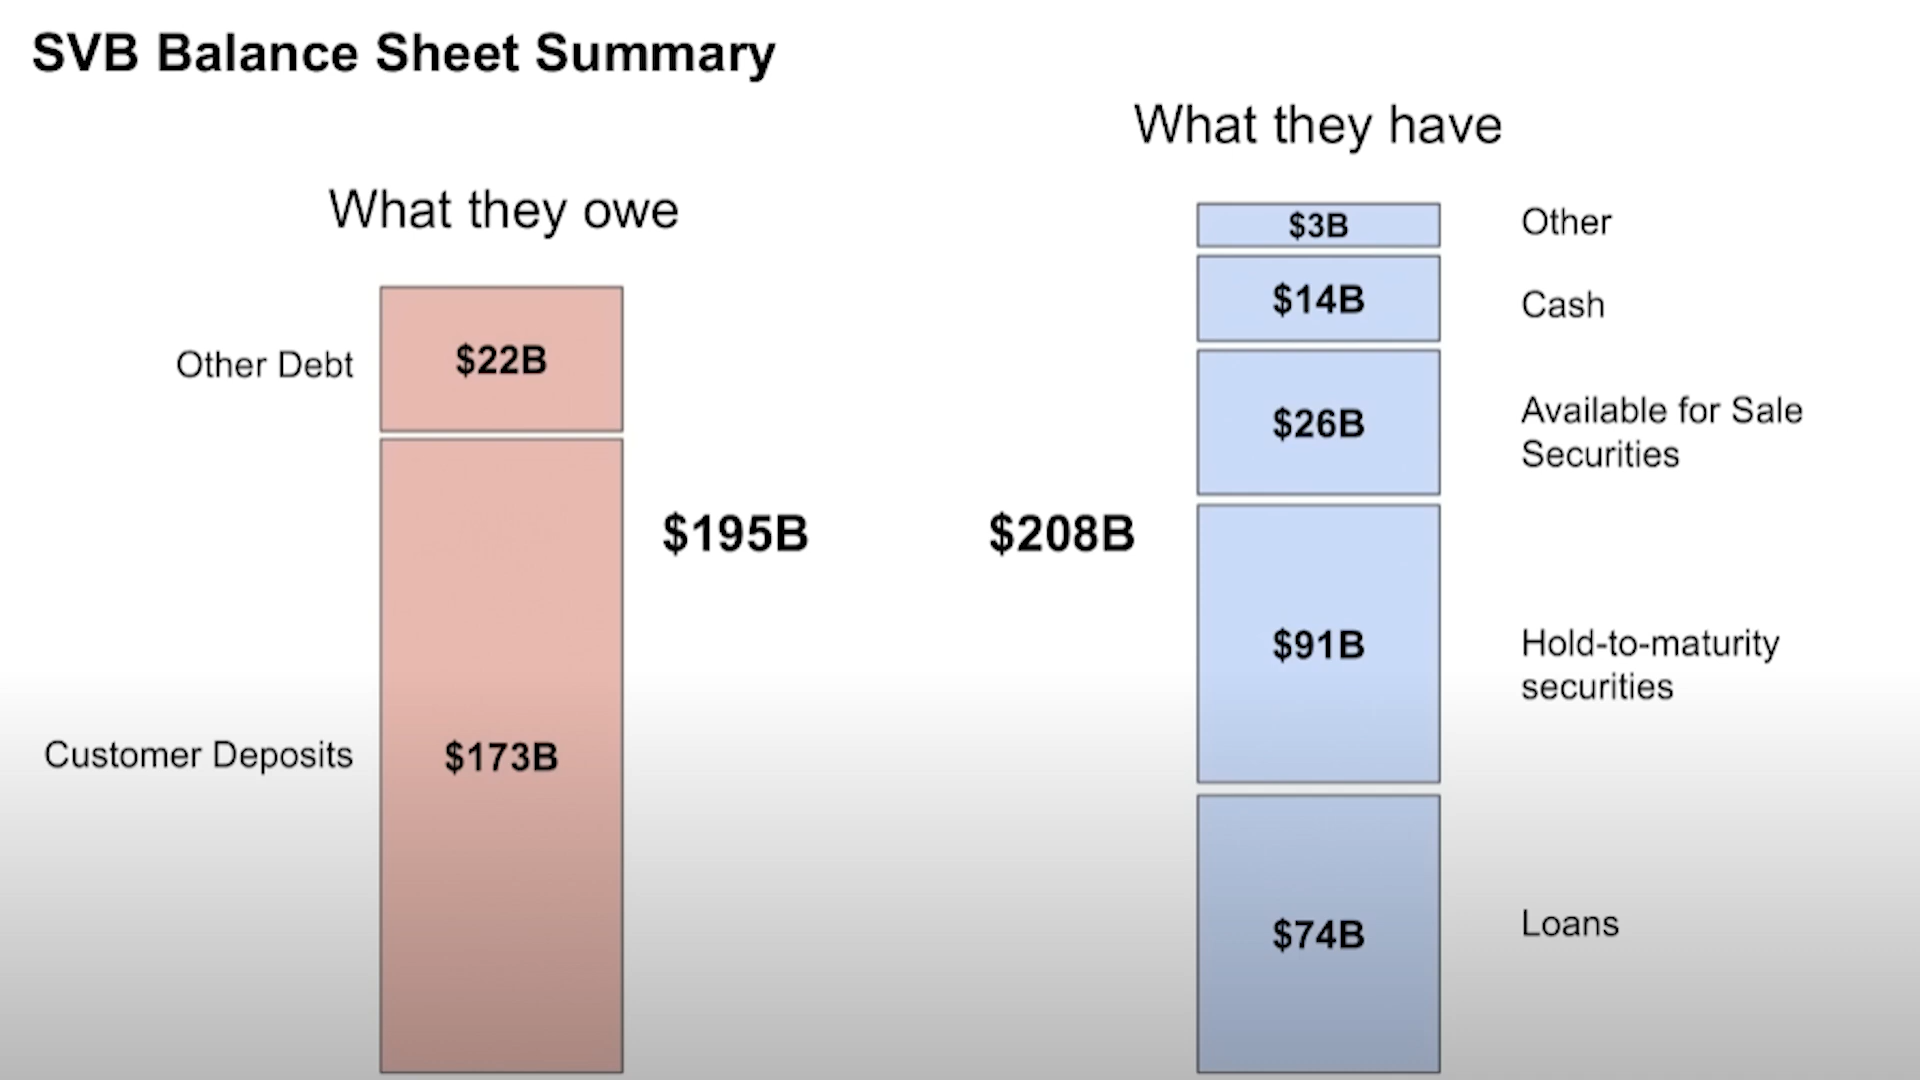 SVB Balance Sheet Summary
What they have
What they owe
$3B
Other
$14B
Cash
Other Debt
$22B
$26B
Available for Sale
Securities
$195B
$208B
$91B
Hold-to-maturity
securities
Customer Deposits
$173B
$74B
Loans